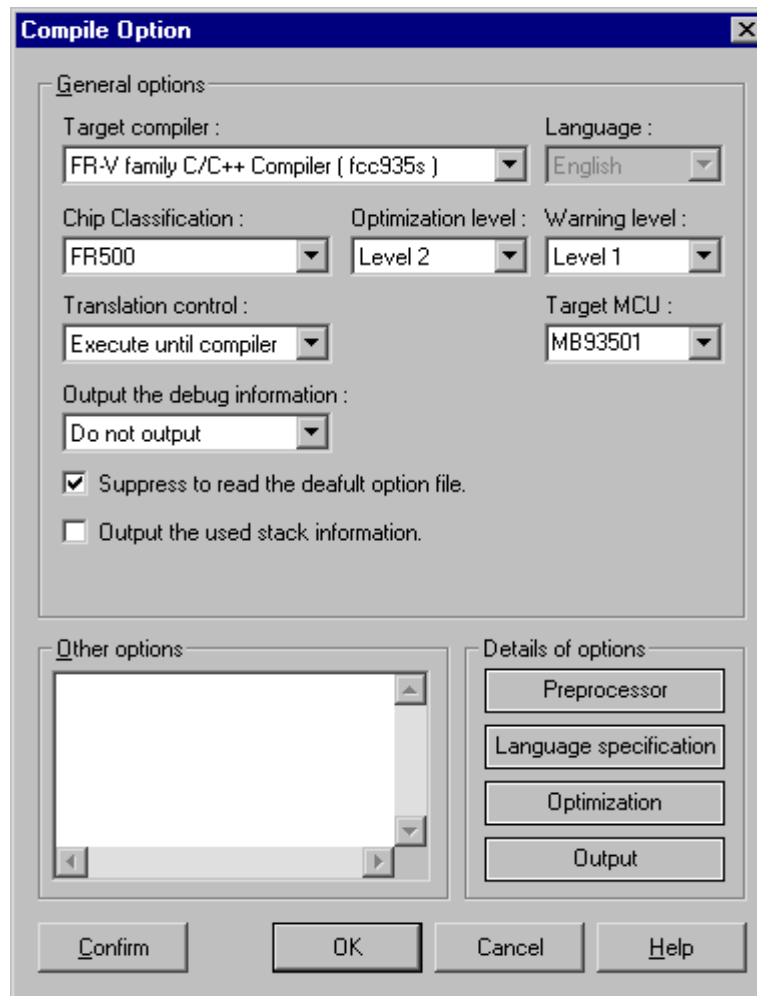 Compile Option
General options
Target compiler : Language :
FR-V family C/C++ Compiler ( fcc935s ) English
Chip Classification : Optimization level : Warning level :
FR500 Level 2 Level 1
Translation control : Target MCU :
Execute until compiler MB93501
Output the debug information :
Do not output
Suppress to read the deafult option file.
Output the used stack information.
Other options Details of options
Preprocessor
Language specification
Optimization
Output
Confirm OK Cancel Help